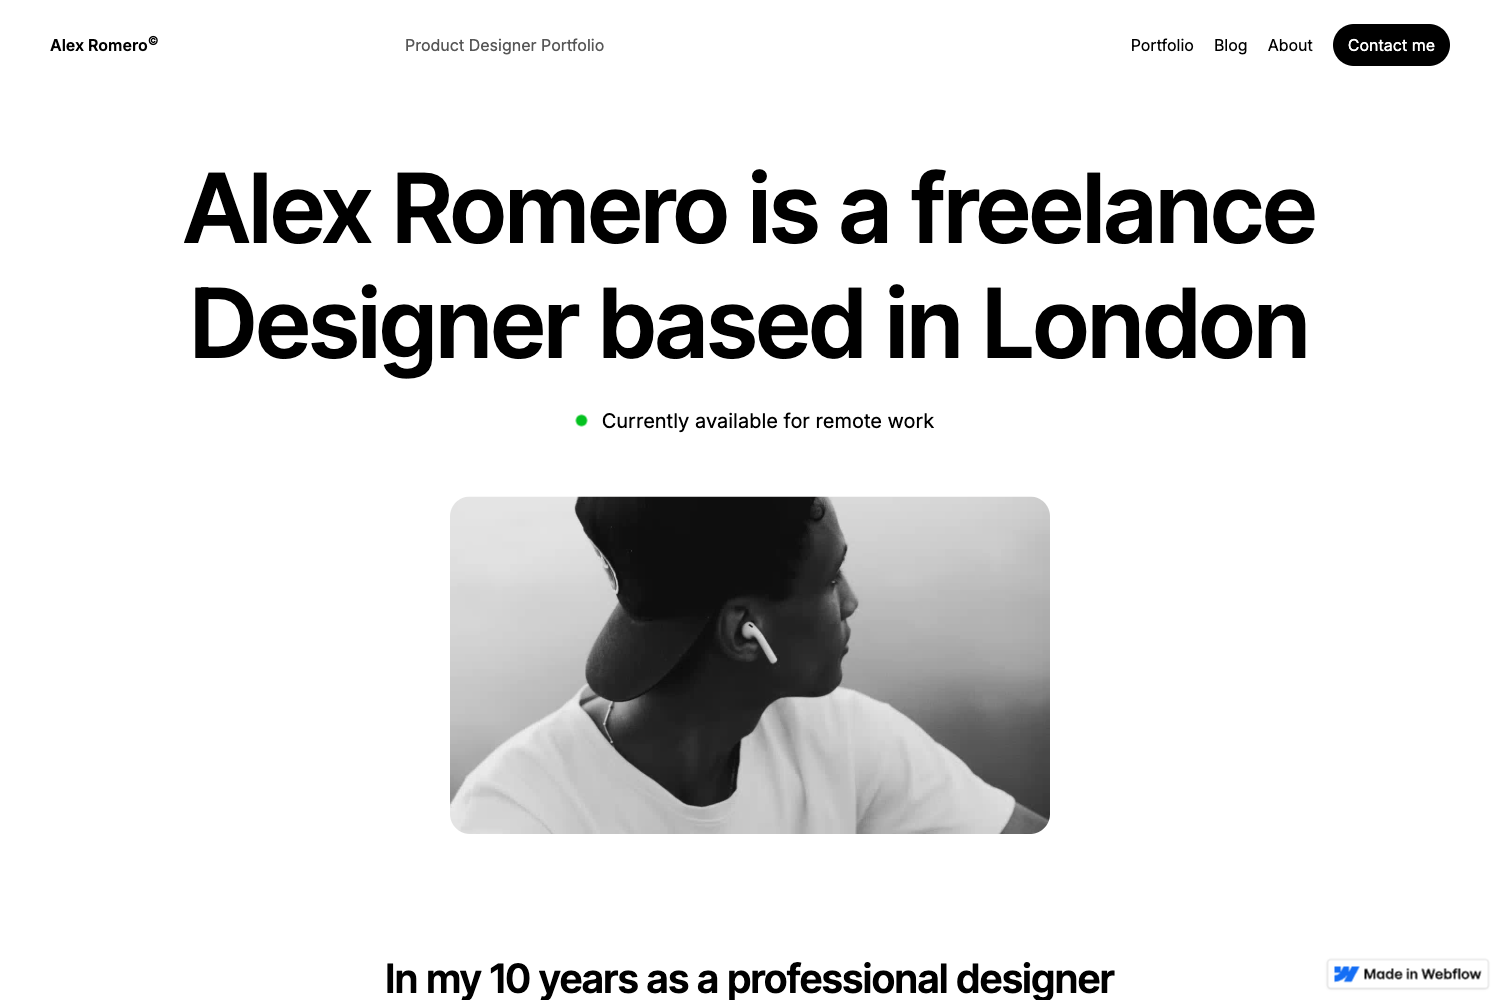 Alex Romero©
Product Designer Portfolio
Portfolio
Blog
About
Contact me
Alex Romero is a freelance
Designer based in London
Currently available for remote work
In my 10 years as a professional designer
Made in Webflow